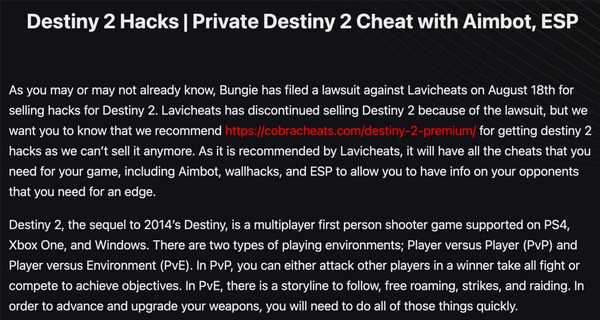 Destiny 2 Hacks | Private Destiny 2 Cheat with Aimbot, ESP
As you may or may not already know, Bungie has filed a lawsuit against Lavicheats on August 18th for
selling hacks for Destiny 2. Lavicheats has discontinued selling Destiny 2 because of the lawsuit, but we
want you to know that we recommend https://cobracheats.com/destiny-2-premium/ for getting destiny 2
hacks as we can't sell it anymore. As it is recommended by Lavicheats, it will have all the cheats that you
need for your game, including Aimbot, wallhacks, and ESP to allow you to have info on your opponents
that you need for an edge.
Destiny 2, the sequel to 2014's Destiny, is a multiplayer first person shooter game supported on PS4,
Xbox One, and Windows. There are two types of playing environments; Player versus Player (PvP) and
Player versus Environment (PvE). In PvP, you can either attack other players in a winner take all fight or
compete to achieve objectives. In PvE, there is a storyline to follow, free roaming, strikes, and raiding. In
order to advance and upgrade your weapons, you will need to do all of those things quickly.